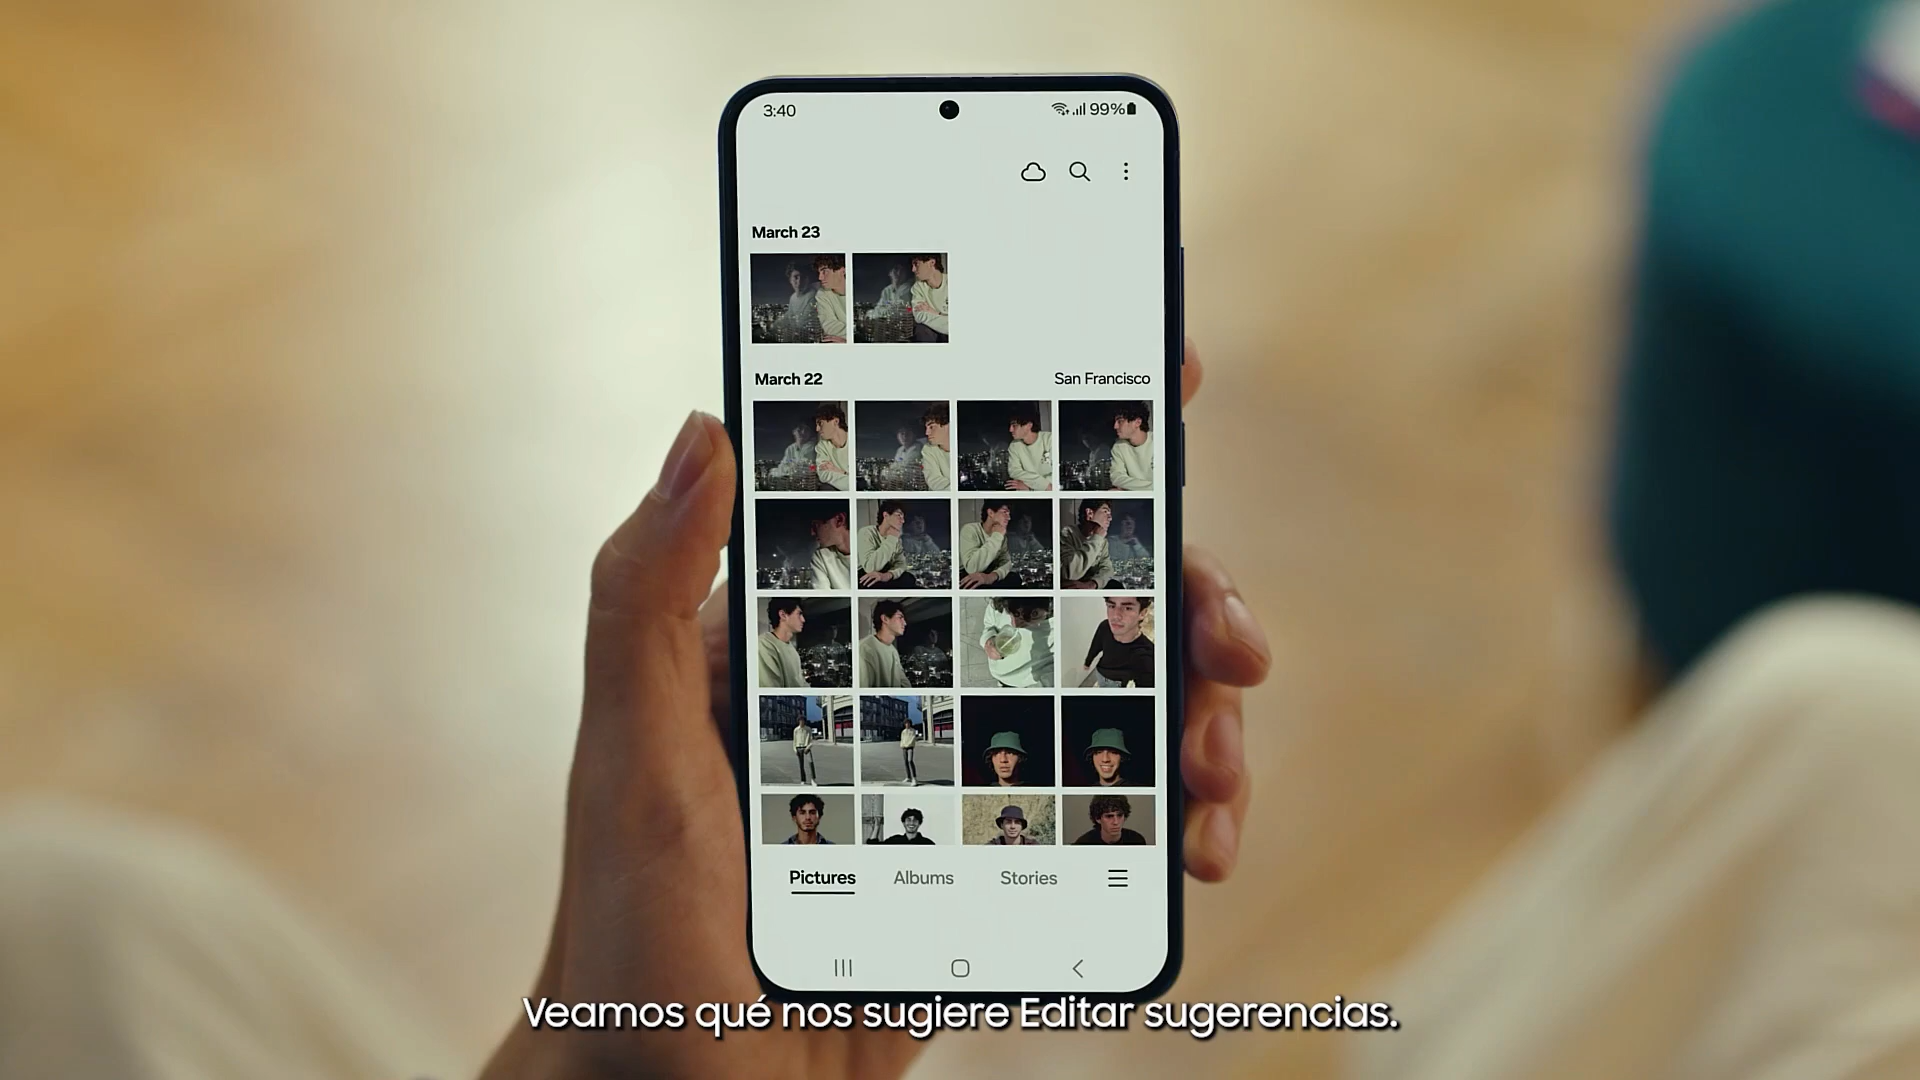 3:40
99%
March 23
March 22
San Francisco
Pictures
Albums
Stories
Veamos qué nos sugiere Editar sugerencias.